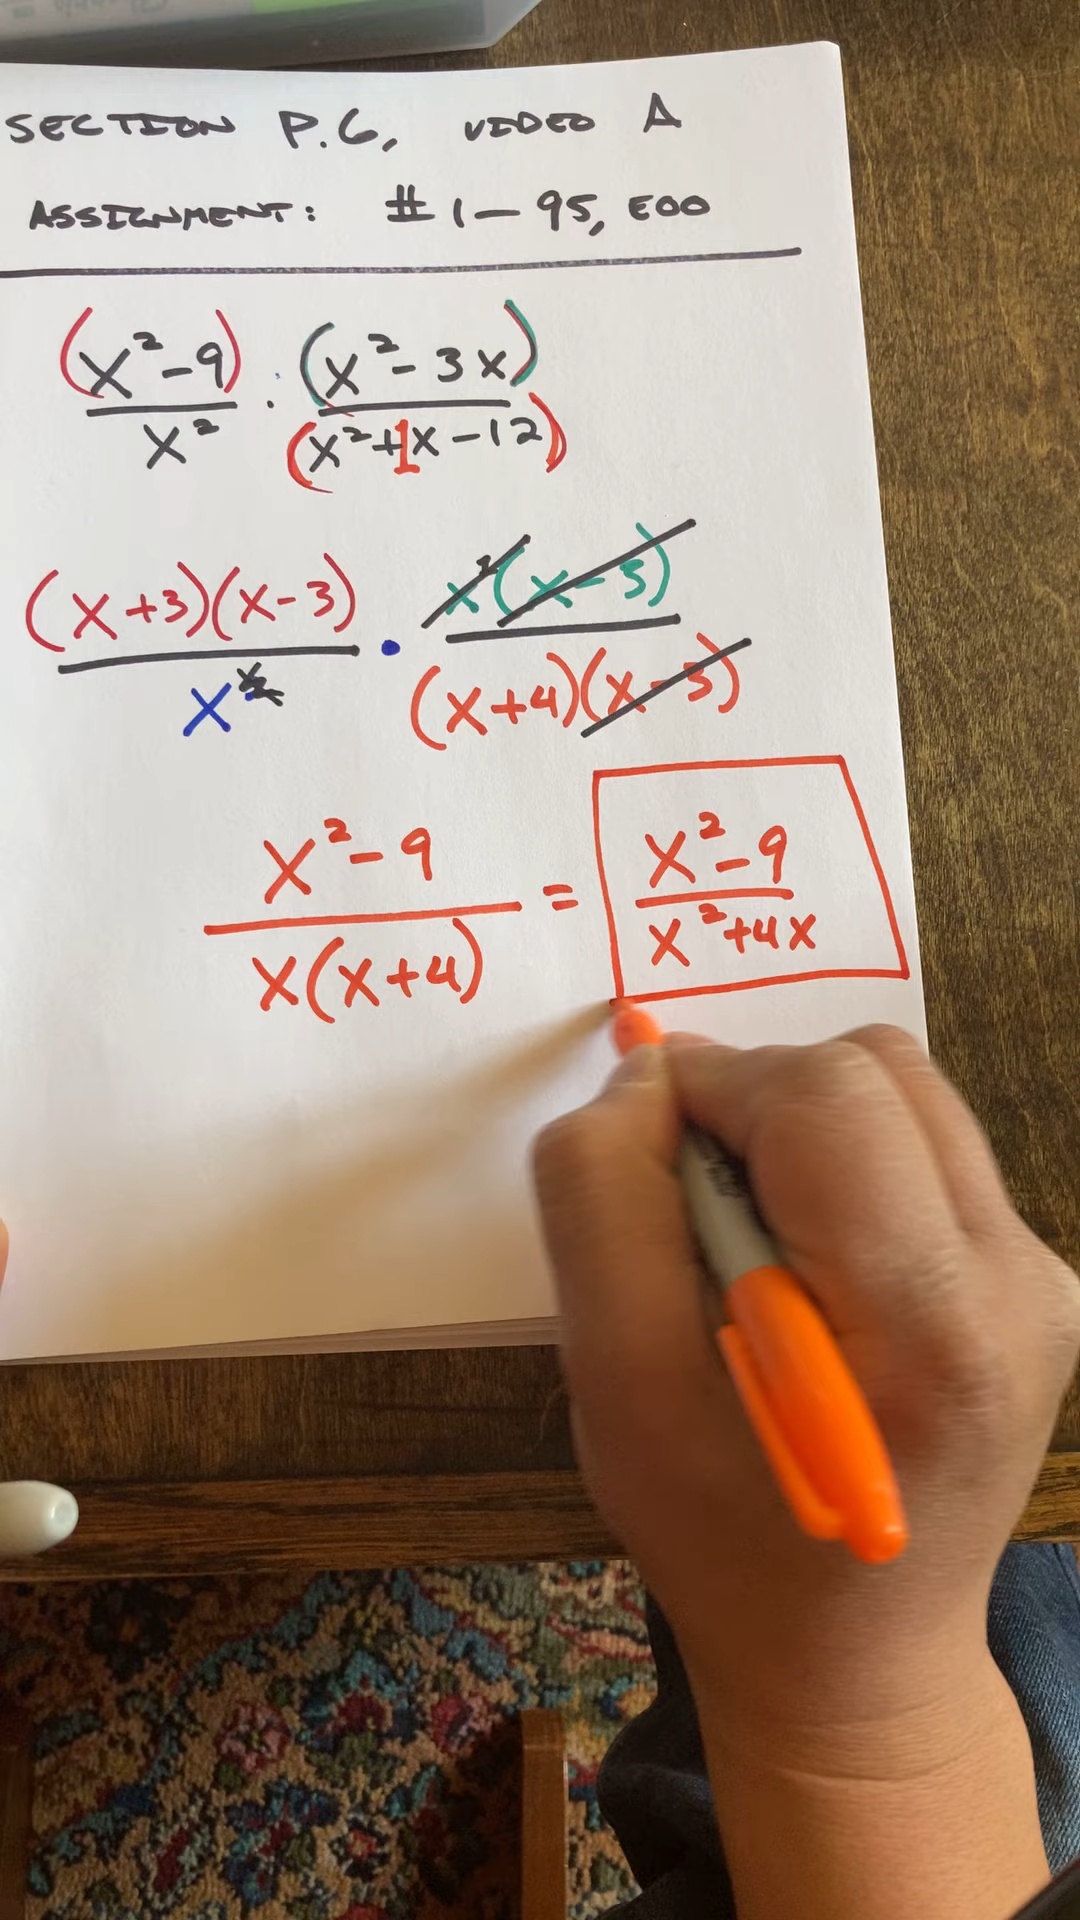 SECTION P.6, VIDEO A
ASSIGNMENT: # 1 – 95, EOO
(x² - 9) / x² · (x² - 3x) / (x² + 1x - 12)
(x + 3)(x - 3) / x² · x¹(x - 3) / (x + 4)(x - 3)
x² - 9 / x(x + 4) = x² - 9 / x² + 4x